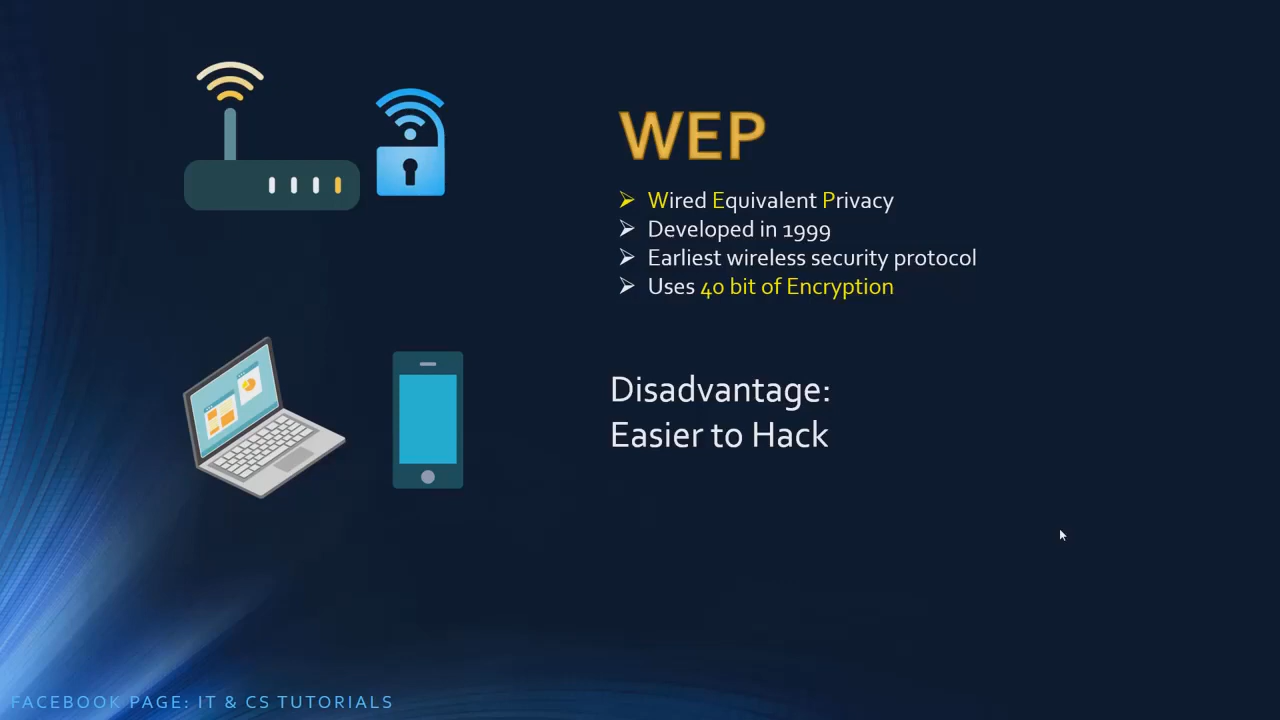 WEP
Wired Equivalent Privacy
Developed in 1999
Earliest wireless security protocol
Uses 40 bit of Encryption
Disadvantage:
Easier to Hack
FACEBOOK PAGE: IT & CS TUTORIALS